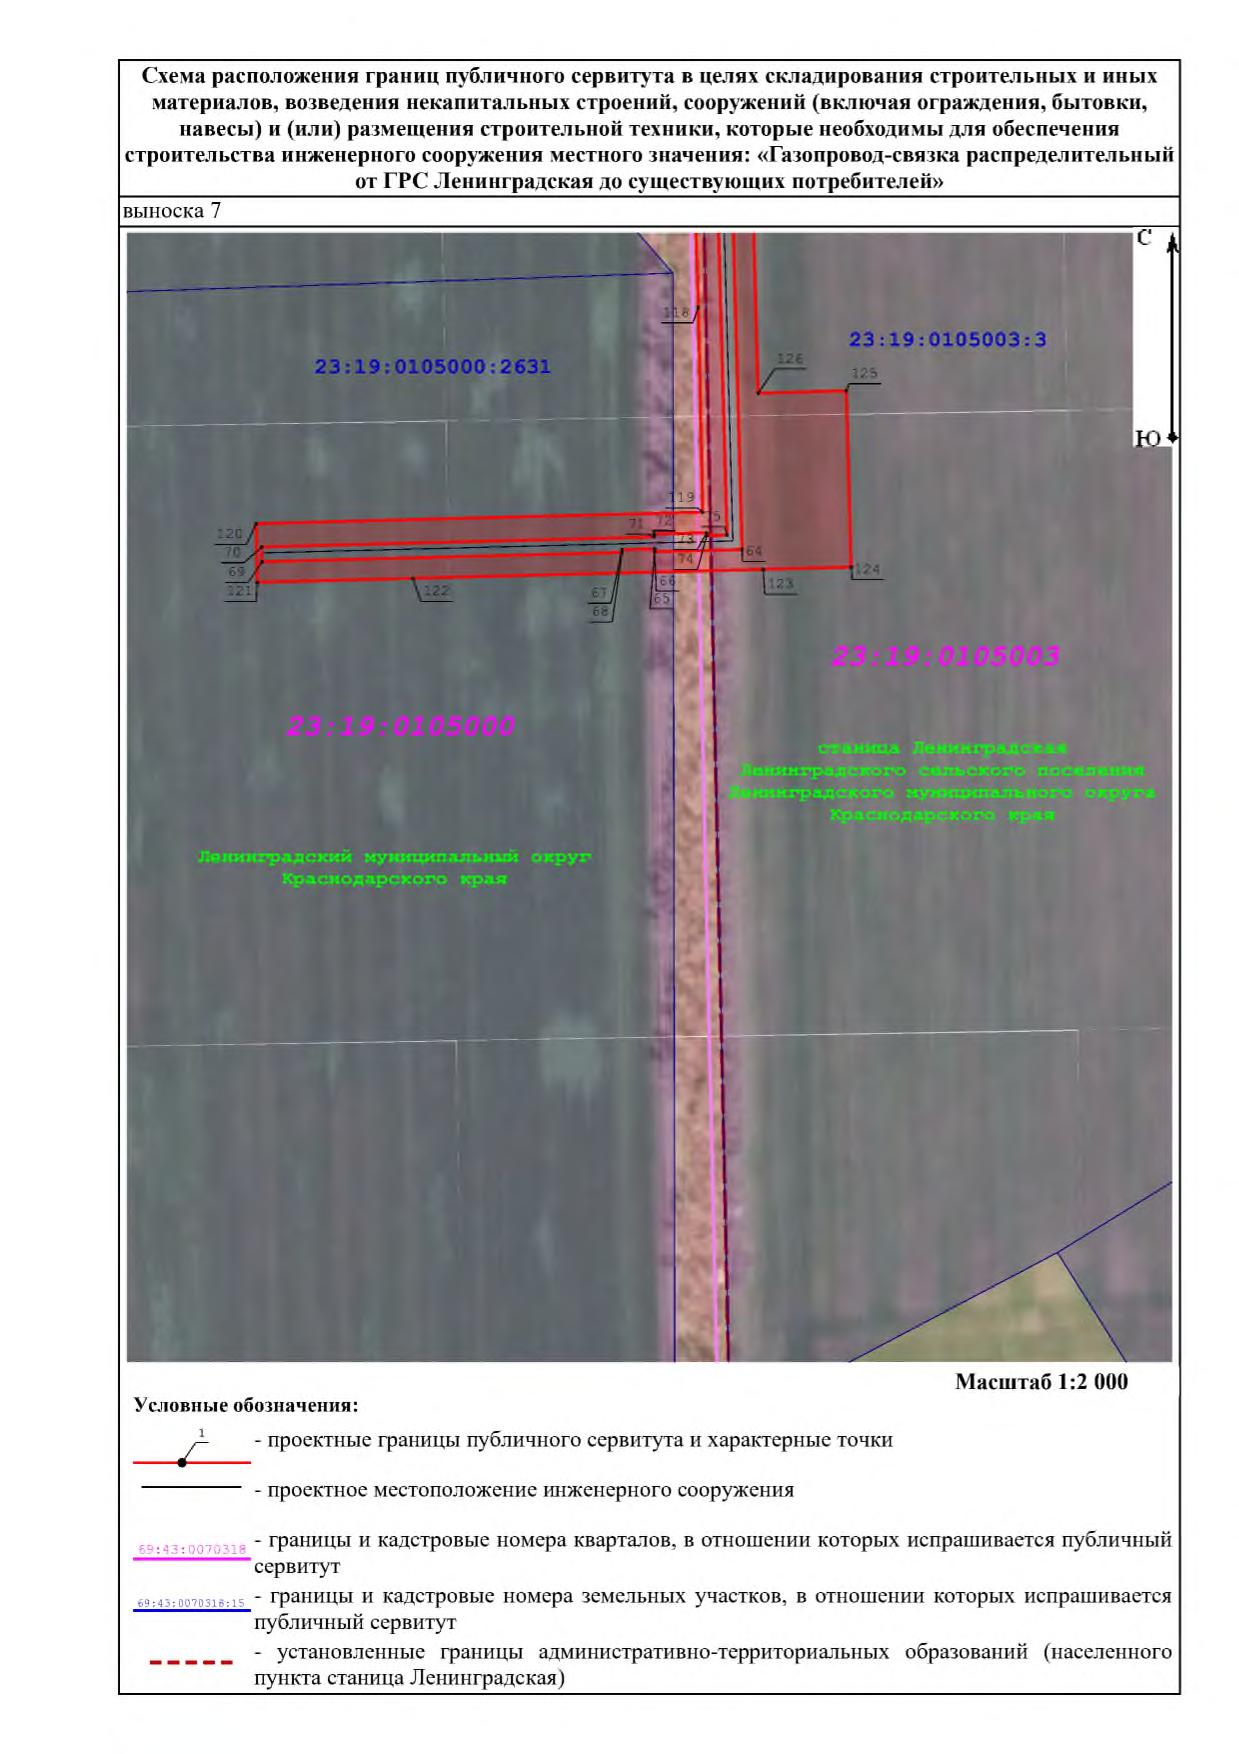 Схема расположения границ публичного сервитута в целях складирования строительных и иных
материалов, возведения некапитальных строений, сооружений (включая ограждения, бытовки,
навесы) и (или) размещения строительной техники, которые необходимы для обеспечения
строительства инженерного сооружения местного значения: «Газопровод-связка распределительный
от ГРС Ленинградская до существующих потребителей»
выноска 7
С
118
23:19:0105003:3
126
23:19:0105000:2631
125
Ю
119
120
71
72
75
70
73
64
74
69
124
121
122
67
66
123
68
65
23:19:0105003
23:19:0105000
станица Ленинградская
Ленинградского сельского поселения
Ленинградского муниципального округа
Краснодарского края
Ленинградский муниципальный округ
Краснодарского края
Масштаб 1:2 000
Условные обозначения:
1
- проектные границы публичного сервитута и характерные точки
- проектное местоположение инженерного сооружения
69:43:0070318 - границы и кадстровые номера кварталов, в отношении которых испрашивается публичный
сервитут
69:43:0070318:15 - границы и кадстровые номера земельных участков, в отношении которых испрашивается
публичный сервитут
- установленные границы административно-территориальных образований (населенного
пункта станица Ленинградская)